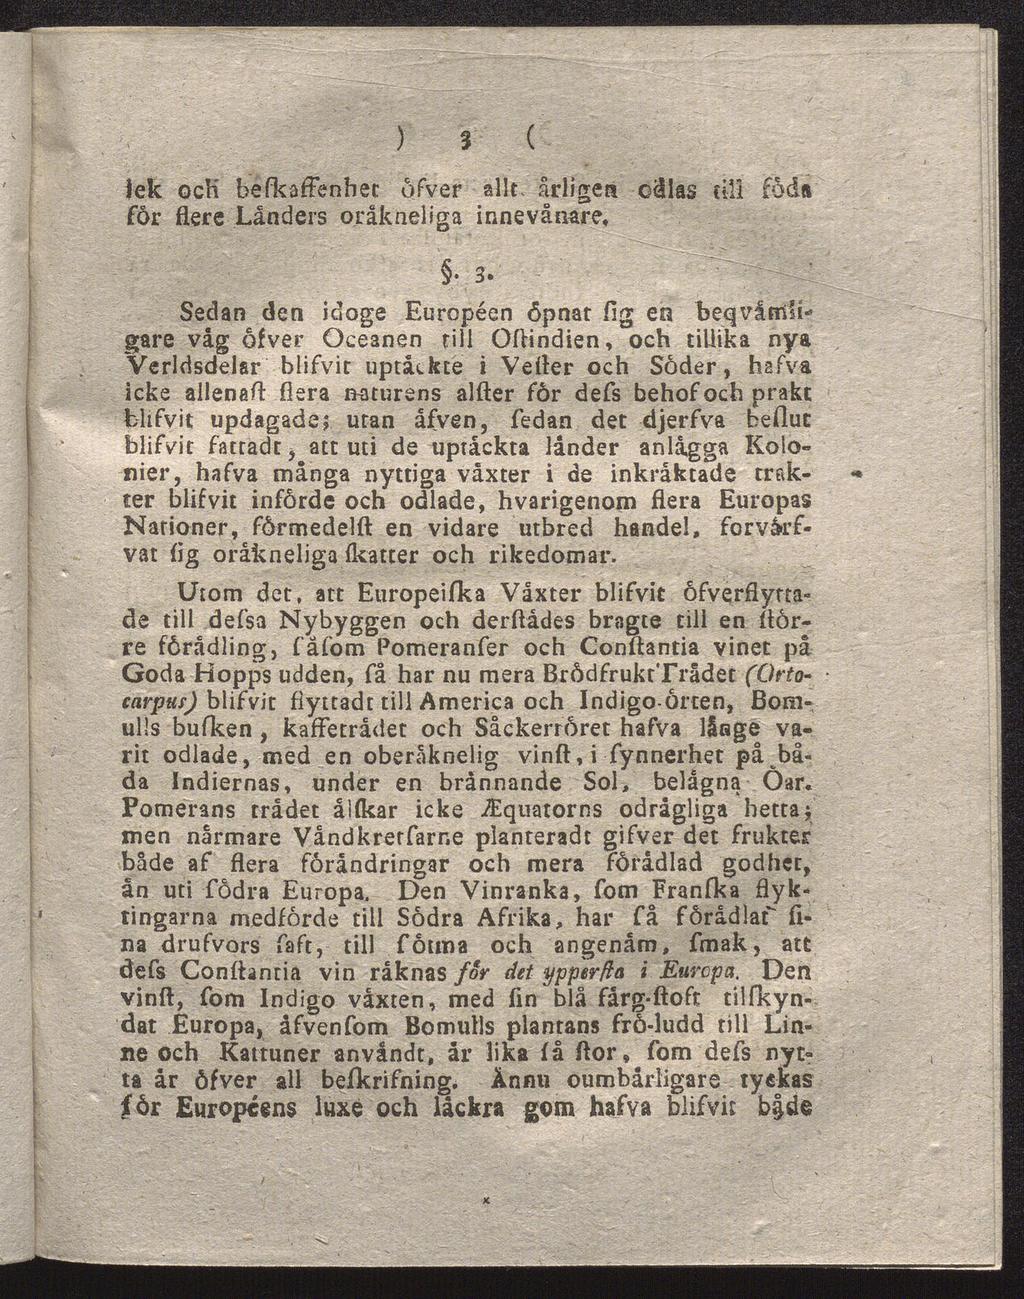 ) 3 (
lek och beſkaffenhet öfver allt årligen odlas till föda
för flere Länders oräkneliga innevånare.
§. 3.
Sedan den idoge Européen öpnat ſig en beqvämli-
gare väg öfver Oceanen till Oſtindien, och tillika nya
Verldsdelar blifvit uptäckte i Veſter och Söder, hafva
icke allenaſt flera naturens alſter för deſs behof och prakt
blifvit updagade; utan äfven, ſedan det djerfva beſlut
blifvit fattadt, att uti de uptäckta länder anlägga Kolo-
nier, hafva många nyttiga växter i de inkräktade trak-
ter blifvit införde och odlade, hvarigenom flera Europas
Nationer, förmedelſt en vidare utbred handel, forvärf-
vat ſig oräkneliga ſkatter och rikedomar.
Utom det, att Europeiſka Växter blifvit öfverflytta-
de till deſsa Nybyggen och derſtädes bragte till en ſtör-
re förädling, ſåſom Pomeranſer och Conſtantia vinet på
Goda Hopps udden, ſå har nu mera Brödfrukt Trädet (Orto-
carpus) blifvit flyttadt till America och Indigo-örten, Bom-
ulls buſken, kaffeträdet och Säckerröret hafva länge va-
rit odlade, med en oberäknelig vinſt, i ſynnerhet på bå-
da Indiernas, under en brännande Sol, belägna Öar.
Pomerans trädet älſkar icke Æquatorns odrägliga hetta;
men närmare Vändkretſarne planteradt gifver det frukter
både af flera förändringar och mera förädlad godhet,
än uti ſödra Europa. Den Vinranka, ſom Franſka flyk-
tingarna medförde till Södra Afrika, har ſå förädlat ſi-
na drufvors ſaft, till ſötma och angenäm, ſmak, att
deſs Conſtantia vin räknas för det ypperſta i Europa. Den
vinſt, ſom Indigo växten, med ſin blå färg-ſtoft tilſkyn-
dat Europa, äfvenſom Bomulls plantans frö-ludd till Lin-
ne och Kattuner användt, är lika ſå ſtor, ſom deſs nyt-
ta är öfver all beſkrifning. Ännu oumbärligare tyckas
för Européens luxe och läckra gom hafva blifvit både
*